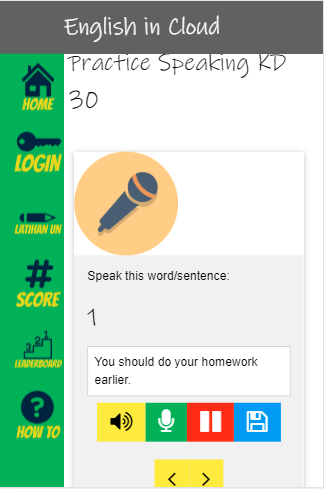 English in Cloud
Practice Speaking KD
30
HOME
LOGIN
LATIHAN UN
SCORE
321
LEADERBOARD
?
HOW TO
Speak this word/sentence:
1
You should do your homework
earlier.